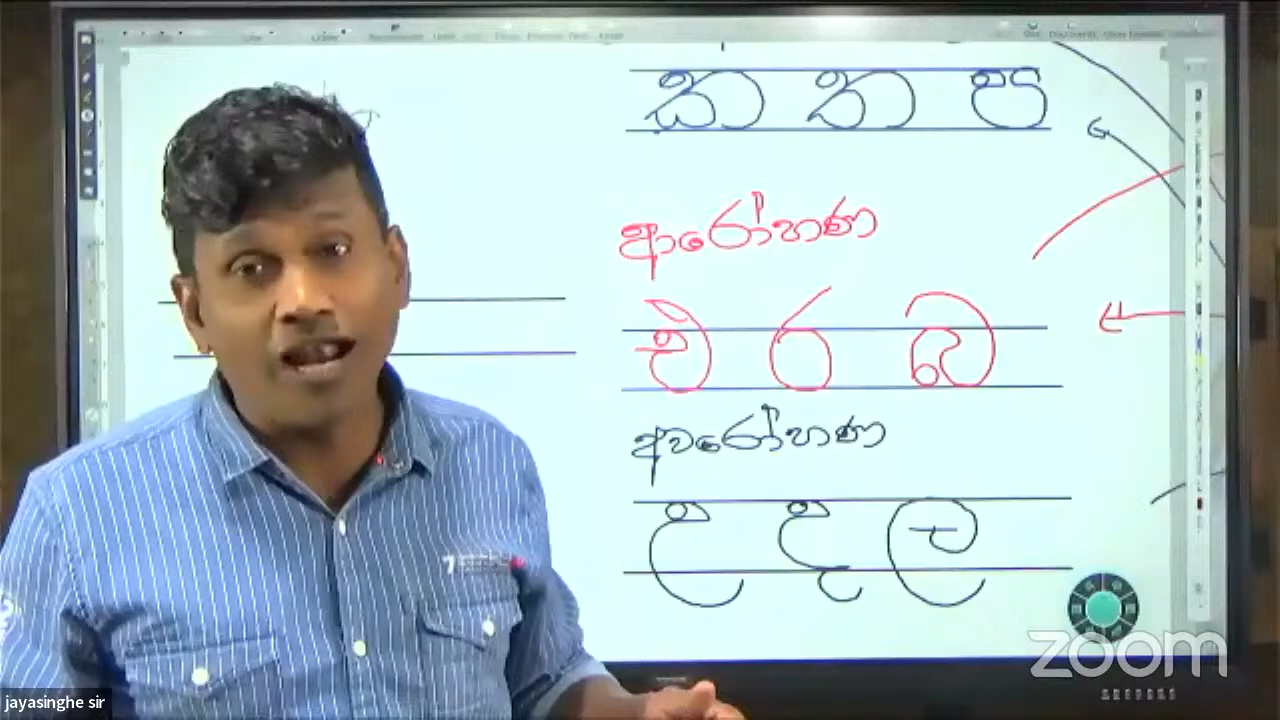 ක ත ප
ආරෝහණ
ඒ ර බ
අවරෝහණ
උ ද ල
zoom
jayasinghe sir